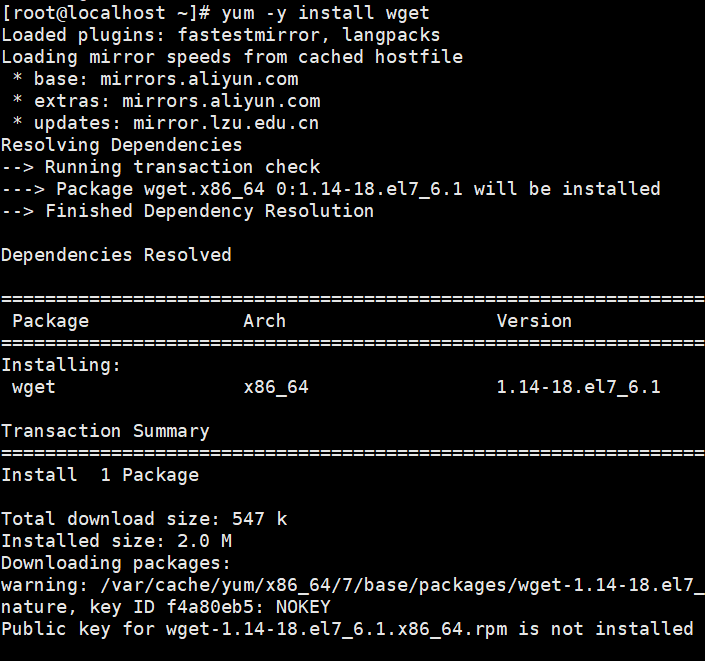 [root@localhost ~]# yum -y install wget
Loaded plugins: fastestmirror, langpacks
Loading mirror speeds from cached hostfile
 * base: mirrors.aliyun.com
 * extras: mirrors.aliyun.com
 * updates: mirror.lzu.edu.cn
Resolving Dependencies
--> Running transaction check
---> Package wget.x86_64 0:1.14-18.el7_6.1 will be installed
--> Finished Dependency Resolution

Dependencies Resolved

================================================================
 Package              Arch                   Version
================================================================
Installing:
 wget                 x86_64                 1.14-18.el7_6.1

Transaction Summary
================================================================
Install  1 Package

Total download size: 547 k
Installed size: 2.0 M
Downloading packages:
warning: /var/cache/yum/x86_64/7/base/packages/wget-1.14-18.el7_
nature, key ID f4a80eb5: NOKEY
Public key for wget-1.14-18.el7_6.1.x86_64.rpm is not installed